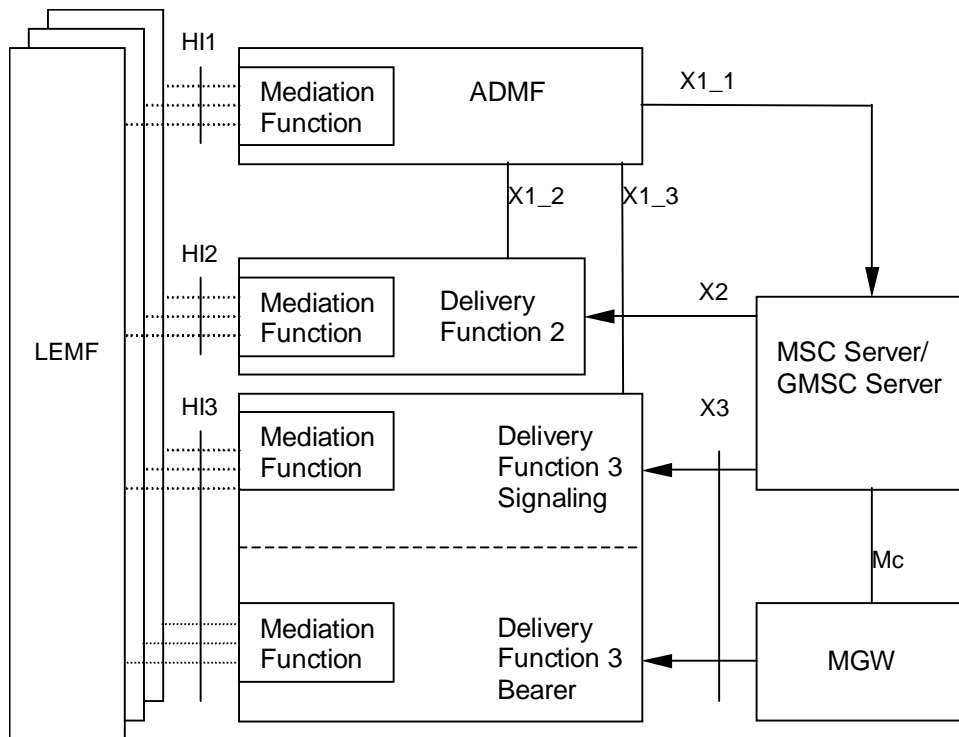 HI1
Mediation
Function
ADMF
X1_1
X1_2
X1_3
HI2
Mediation
Function
Delivery
Function 2
X2
LEMF
MSC Server/
GMSC Server
HI3
Mediation
Function
Delivery
Function 3
Signaling
X3
Mc
Mediation
Function
Delivery
Function 3
Bearer
MGW